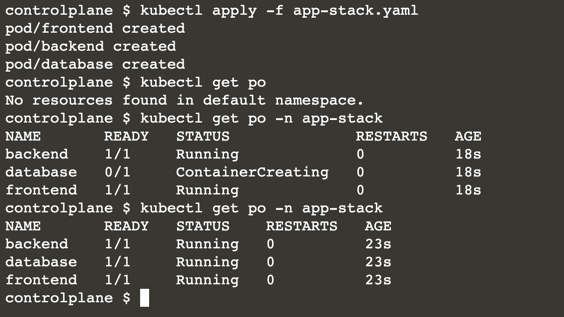 controlplane $ kubectl apply -f app-stack.yaml
pod/frontend created
pod/backend created
pod/database created
controlplane $ kubectl get po
No resources found in default namespace.
controlplane $ kubectl get po -n app-stack
NAME READY STATUS RESTARTS AGE
backend 1/1 Running 0 18s
database 0/1 ContainerCreating 0 18s
frontend 1/1 Running 0 18s
controlplane $ kubectl get po -n app-stack
NAME READY STATUS RESTARTS AGE
backend 1/1 Running 0 23s
database 1/1 Running 0 23s
frontend 1/1 Running 0 23s
controlplane $